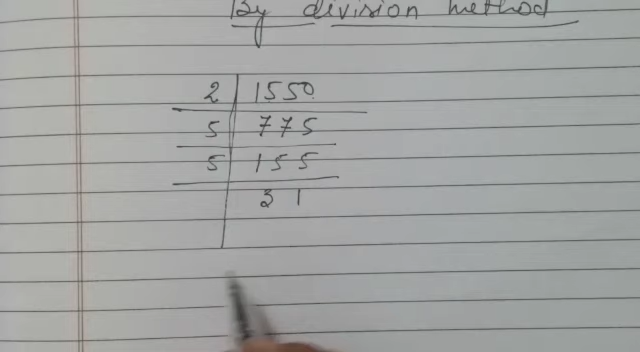 By division method
2 | 1550
5 | 775
5 | 155
31